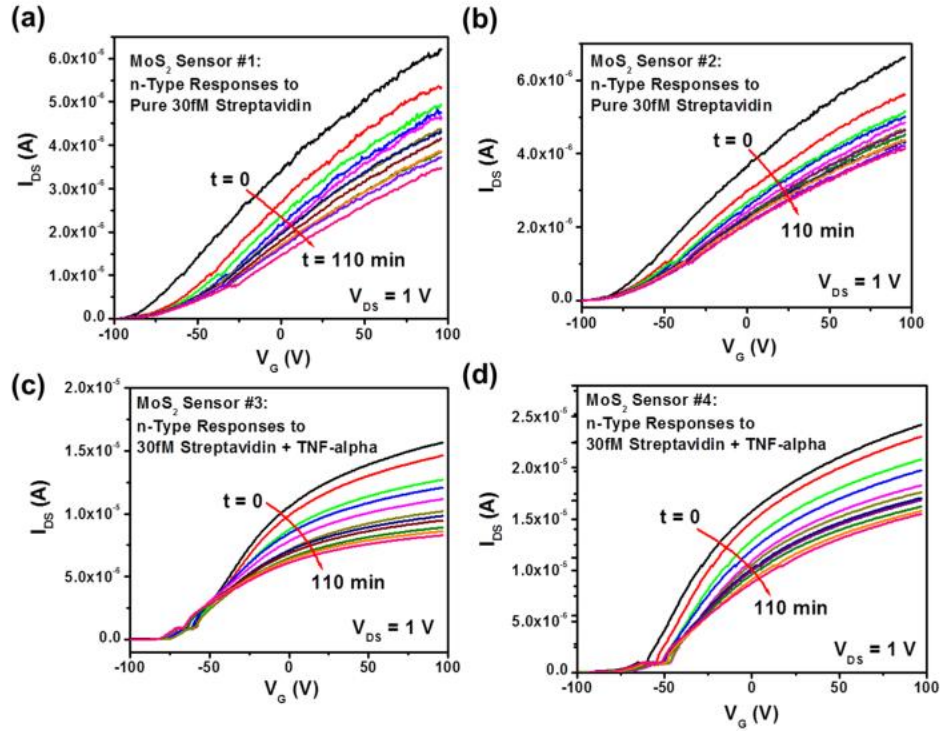 (a)
6.0x10⁻⁶
5.0x10⁻⁶
4.0x10⁻⁶
3.0x10⁻⁶
2.0x10⁻⁶
1.0x10⁻⁶
0.0
I_DS (A)
MoS₂ Sensor #1:
n-Type Responses to
Pure 30fM Streptavidin
t = 0
t = 110 min
V_DS = 1 V
-100 -50 0 50 100
V_G (V)
(b)
6.0x10⁻⁶
4.0x10⁻⁶
2.0x10⁻⁶
0.0
I_DS (A)
MoS₂ Sensor #2:
n-Type Responses to
Pure 30fM Streptavidin
t = 0
110 min
V_DS = 1 V
-100 -50 0 50 100
V_G (V)
(c)
2.0x10⁻⁵
1.5x10⁻⁵
1.0x10⁻⁵
5.0x10⁻⁶
0.0
I_DS (A)
MoS₂ Sensor #3:
n-Type Responses to
30fM Streptavidin + TNF-alpha
t = 0
110 min
V_DS = 1 V
-100 -50 0 50 100
V_G (V)
(d)
2.5x10⁻⁵
2.0x10⁻⁵
1.5x10⁻⁵
1.0x10⁻⁵
5.0x10⁻⁶
0.0
I_DS (A)
MoS₂ Sensor #4:
n-Type Responses to
30fM Streptavidin + TNF-alpha
t = 0
110 min
V_DS = 1 V
-100 -50 0 50 100
V_G (V)